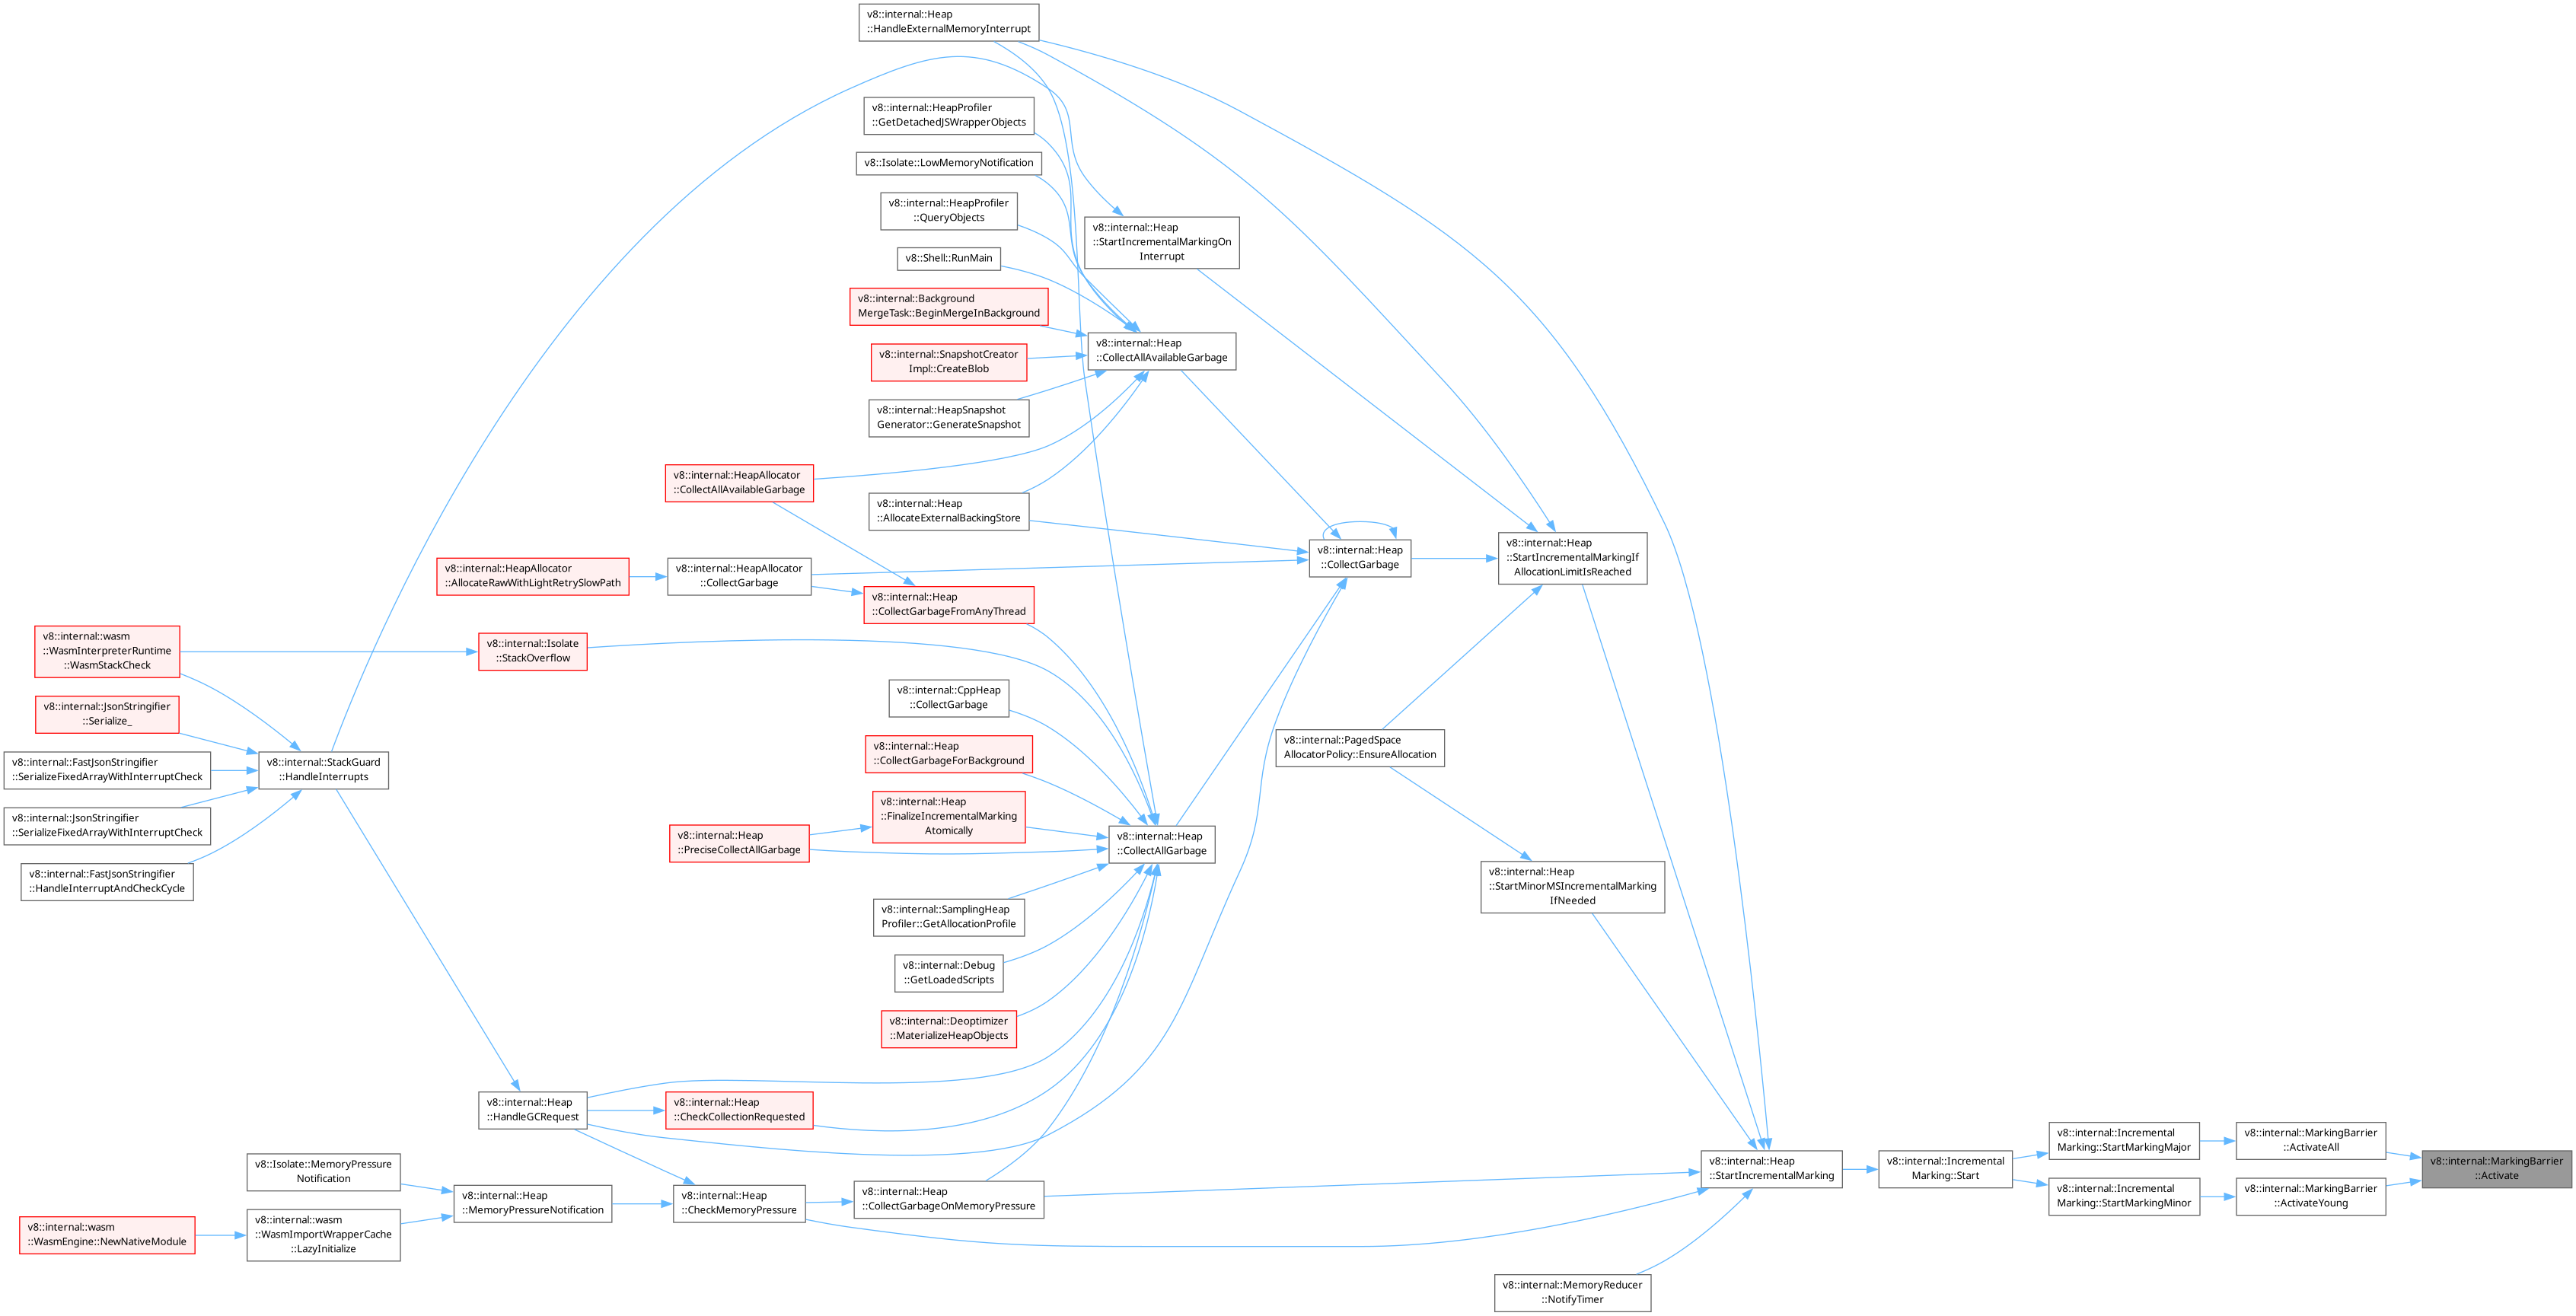 v8::internal::Heap
::HandleExternalMemoryInterrupt
v8::internal::HeapProfiler
::GetDetachedJSWrapperObjects
v8::Isolate::LowMemoryNotification
v8::internal::HeapProfiler
::QueryObjects
v8::internal::Heap
::StartIncrementalMarkingOn
Interrupt
v8::Shell::RunMain
v8::internal::Background
MergeTask::BeginMergeInBackground
v8::internal::Heap
::CollectAllAvailableGarbage
v8::internal::SnapshotCreator
Impl::CreateBlob
v8::internal::HeapSnapshot
Generator::GenerateSnapshot
v8::internal::HeapAllocator
::CollectAllAvailableGarbage
v8::internal::Heap
::AllocateExternalBackingStore
v8::internal::Heap
::CollectGarbage
v8::internal::Heap
::StartIncrementalMarkingIf
AllocationLimitIsReached
v8::internal::HeapAllocator
::AllocateRawWithLightRetrySlowPath
v8::internal::HeapAllocator
::CollectGarbage
v8::internal::Heap
::CollectGarbageFromAnyThread
v8::internal::wasm
::WasmInterpreterRuntime
::WasmStackCheck
v8::internal::Isolate
::StackOverflow
v8::internal::CppHeap
::CollectGarbage
v8::internal::JsonStringifier
::Serialize_
v8::internal::Heap
::CollectGarbageForBackground
v8::internal::PagedSpace
AllocatorPolicy::EnsureAllocation
v8::internal::FastJsonStringifier
::SerializeFixedArrayWithInterruptCheck
v8::internal::StackGuard
::HandleInterrupts
v8::internal::Heap
::FinalizeIncrementalMarking
Atomically
v8::internal::JsonStringifier
::SerializeFixedArrayWithInterruptCheck
v8::internal::Heap
::PreciseCollectAllGarbage
v8::internal::Heap
::CollectAllGarbage
v8::internal::FastJsonStringifier
::HandleInterruptAndCheckCycle
v8::internal::Heap
::StartMinorMSIncrementalMarking
IfNeeded
v8::internal::SamplingHeap
Profiler::GetAllocationProfile
v8::internal::Debug
::GetLoadedScripts
v8::internal::Deoptimizer
::MaterializeHeapObjects
v8::internal::Heap
::HandleGCRequest
v8::internal::Heap
::CheckCollectionRequested
v8::Isolate::MemoryPressure
Notification
v8::internal::Heap
::MemoryPressureNotification
v8::internal::Heap
::CheckMemoryPressure
v8::internal::Heap
::CollectGarbageOnMemoryPressure
v8::internal::Heap
::StartIncrementalMarking
v8::internal::Incremental
Marking::Start
v8::internal::Incremental
Marking::StartMarkingMajor
v8::internal::MarkingBarrier
::ActivateAll
v8::internal::MarkingBarrier
::Activate
v8::internal::Incremental
Marking::StartMarkingMinor
v8::internal::MarkingBarrier
::ActivateYoung
v8::internal::wasm
::WasmEngine::NewNativeModule
v8::internal::wasm
::WasmImportWrapperCache
::LazyInitialize
v8::internal::MemoryReducer
::NotifyTimer